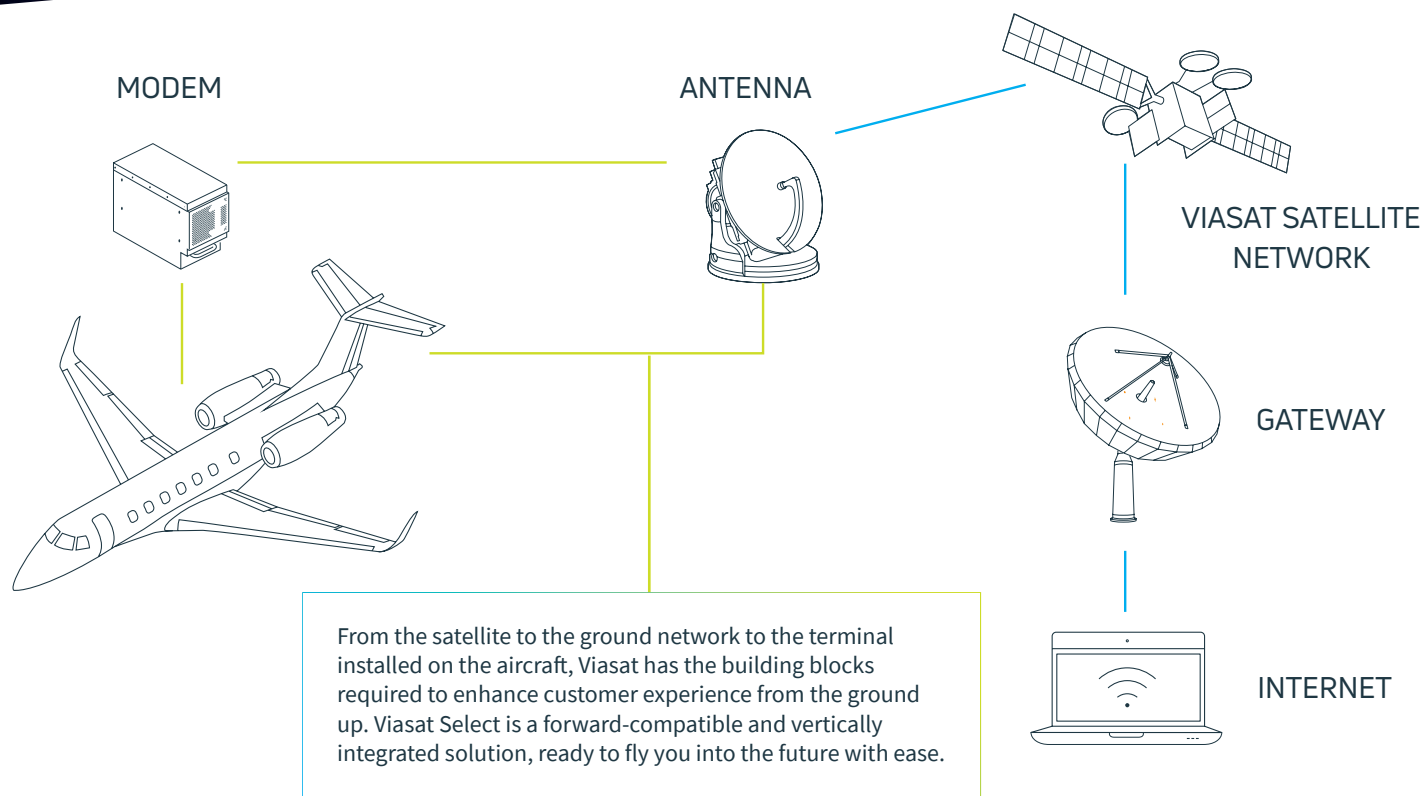 MODEM
ANTENNA
VIASAT SATELLITE
NETWORK
GATEWAY
From the satellite to the ground network to the terminal
installed on the aircraft, Viasat has the building blocks
required to enhance customer experience from the ground
up. Viasat Select is a forward-compatible and vertically
integrated solution, ready to fly you into the future with ease.
INTERNET